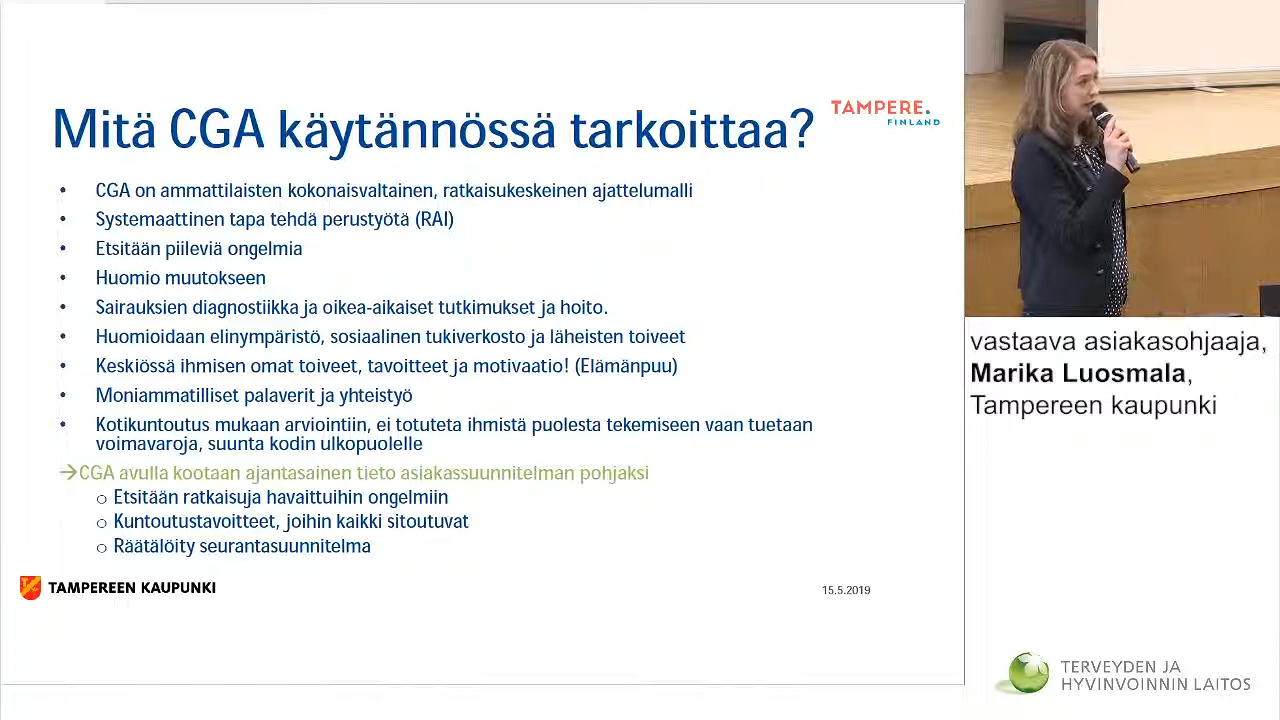 Mitä CGA käytännössä tarkoittaa?
TAMPERE.
FINLAND
• CGA on ammattilaisten kokonaisvaltainen, ratkaisukeskeinen ajattelumalli
• Systemaattinen tapa tehdä perustyötä (RAI)
• Etsitään piileviä ongelmia
• Huomio muutokseen
• Sairauksien diagnostiikka ja oikea-aikaiset tutkimukset ja hoito.
• Huomioidaan elinympäristö, sosiaalinen tukiverkosto ja läheisten toiveet
• Keskiössä ihmisen omat toiveet, tavoitteet ja motivaatio! (Elämänpuu)
• Moniammatilliset palaverit ja yhteistyö
• Kotikuntoutus mukaan arviointiin, ei totuteta ihmistä puolesta tekemiseen vaan tuetaan
voimavaroja, suunta kodin ulkopuolelle
→CGA avulla kootaan ajantasainen tieto asiakassuunnitelman pohjaksi
o Etsitään ratkaisuja havaittuihin ongelmiin
o Kuntoutustavoitteet, joihin kaikki sitoutuvat
o Räätälöity seurantasuunnitelma
TAMPEREEN KAUPUNKI
15.5.2019
vastaava asiakasohjaaja,
Marika Luosmala,
Tampereen kaupunki
TERVEYDEN JA
HYVINVOINNIN LAITOS